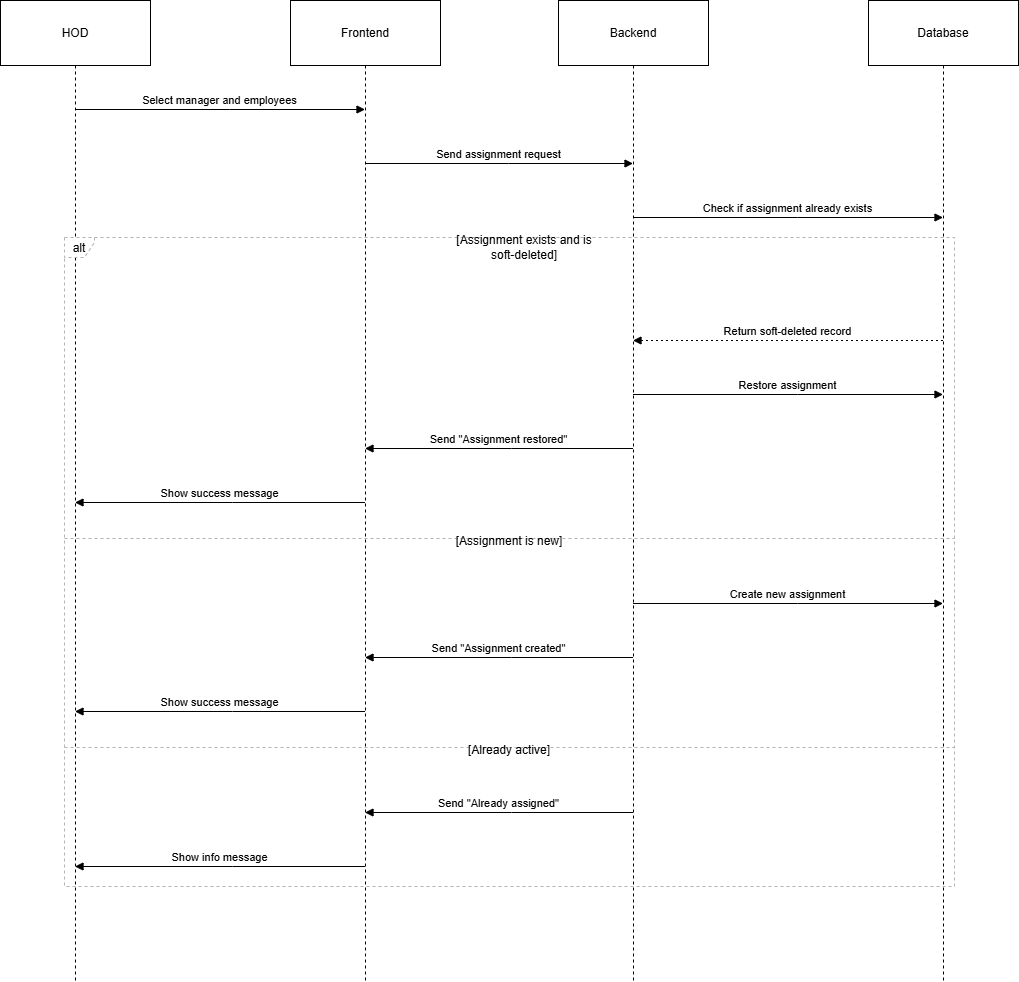 HOD
Frontend
Backend
Database
Select manager and employees
Send assignment request
Check if assignment already exists
alt
[Assignment exists and is
soft-deleted]
Return soft-deleted record
Restore assignment
Send "Assignment restored"
Show success message
[Assignment is new]
Create new assignment
Send "Assignment created"
Show success message
[Already active]
Send "Already assigned"
Show info message